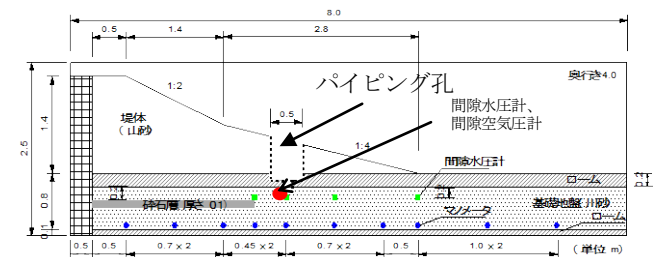 8.0
0.5
1.4
2.8
奥行き4.0
パイピング孔
1:2
間隙水圧計、
間隙空気圧計
0.5
堤体
(山砂)
1.4
2.5
1:4
間隙水圧計
ローム
0.2
0.8
砕石層(厚さ 0.1)
基礎地盤(川砂)
マノメータ
ローム
0.1
0.5
0.5
0.7×2
0.45×2
0.7×2
0.5
1.0×2
(単位 m)